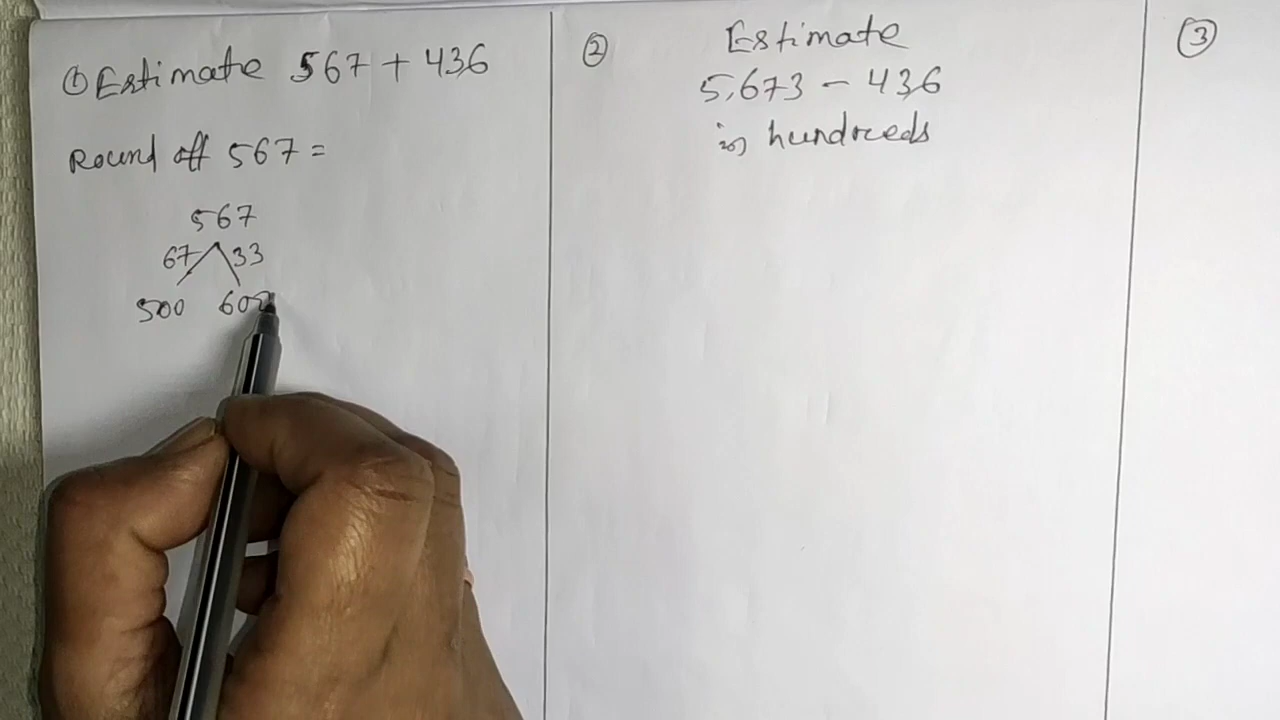 ① Estimate 567 + 436
Round off 567 =
567
67 33
500 600
②
Estimate
5,673 - 436
in hundreeds
③